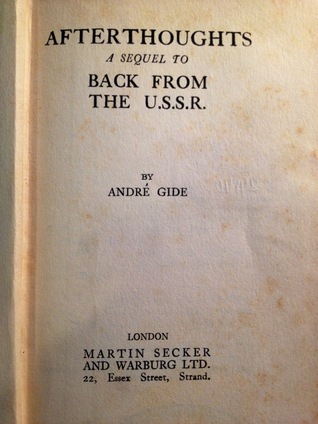 AFTERTHOUGHTS
A SEQUEL TO
BACK FROM
THE U.S.S.R.
BY
ANDRÉ GIDE
LONDON
MARTIN SECKER
AND WARBURG LTD.
22, Essex Street, Strand.